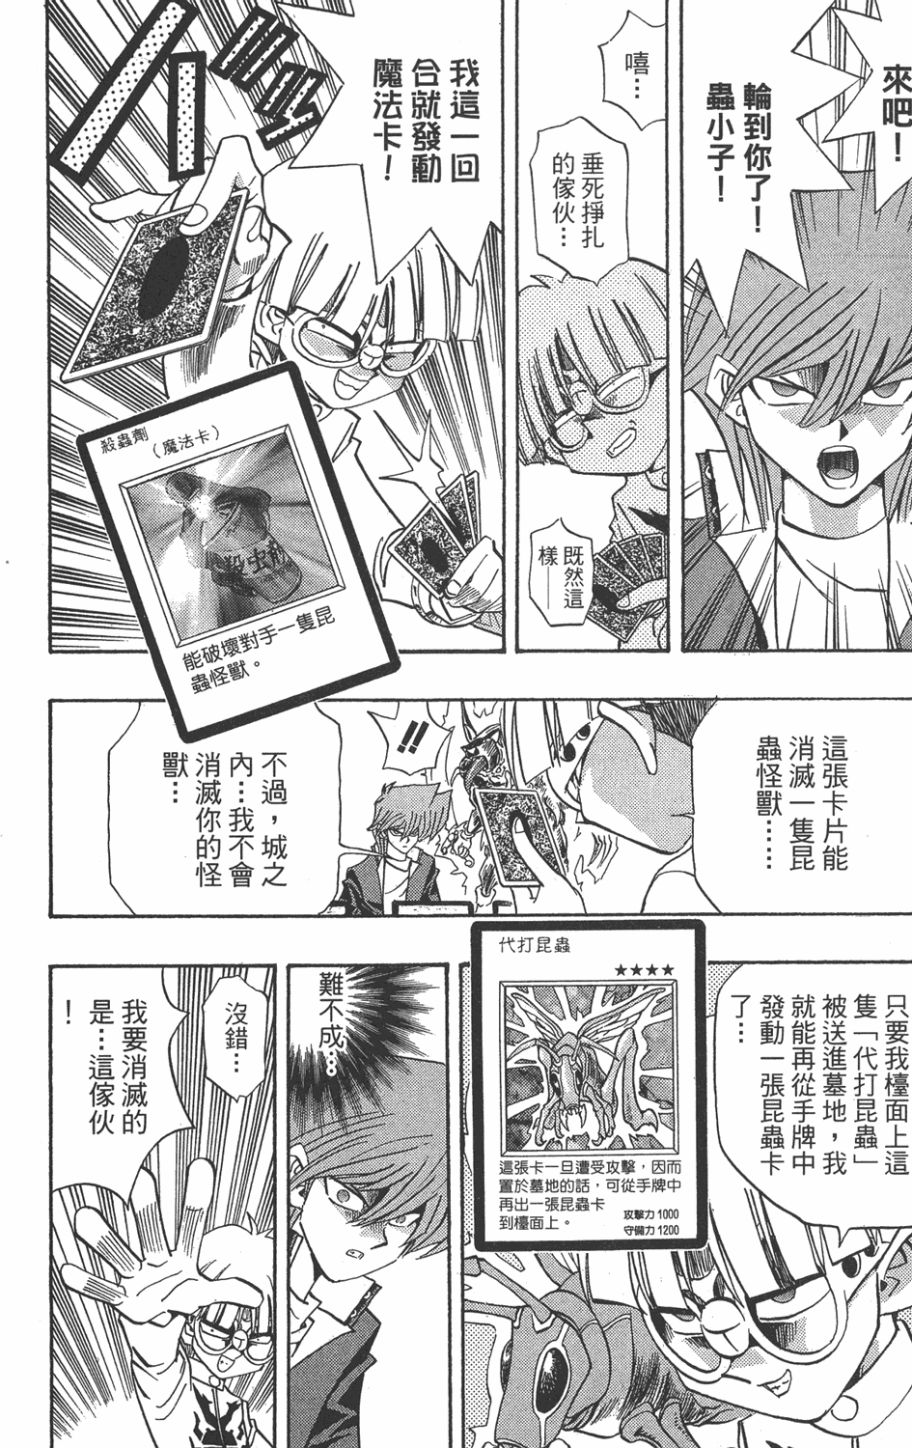 來吧！
輪到你了！
蟲小子！
嘻…
垂死掙扎
的傢伙…
既然這
樣——
我這一回
合就發動
魔法卡！
殺蟲劑
（魔法卡）
殺虫剤
能破壞對手一隻昆
蟲怪獸。
這張卡片能
消滅一隻昆
蟲怪獸……
!!
不過，城之
內…我不會
消滅你的怪
獸…
只要我檯面上這
隻「代打昆蟲」
被送進墓地，我
就能再從手牌中
發動一張昆蟲卡
了…
代打昆蟲
★★★★
這張卡一旦遭受攻擊，因而
置於墓地的話，可從手牌中
再出一張昆蟲卡
到檯面上。
攻擊力 1000
守備力 1200
難不成…
沒錯…
我要消滅的
是…這傢伙
！